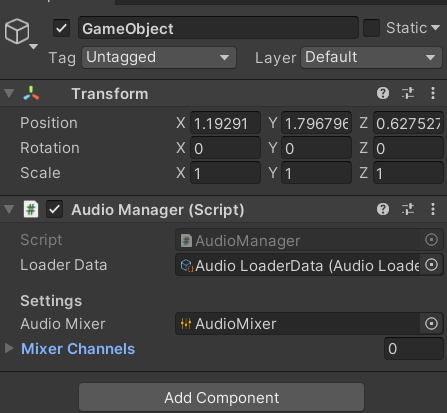 GameObject Static
Tag Untagged Layer Default
Transform
Position X 1.19291 Y 1.796796 Z 0.627527
Rotation X 0 Y 0 Z 0
Scale X 1 Y 1 Z 1
# Audio Manager (Script)
Script # AudioManager
Loader Data Audio LoaderData (Audio Loade
Settings
Audio Mixer AudioMixer
Mixer Channels 0
Add Component